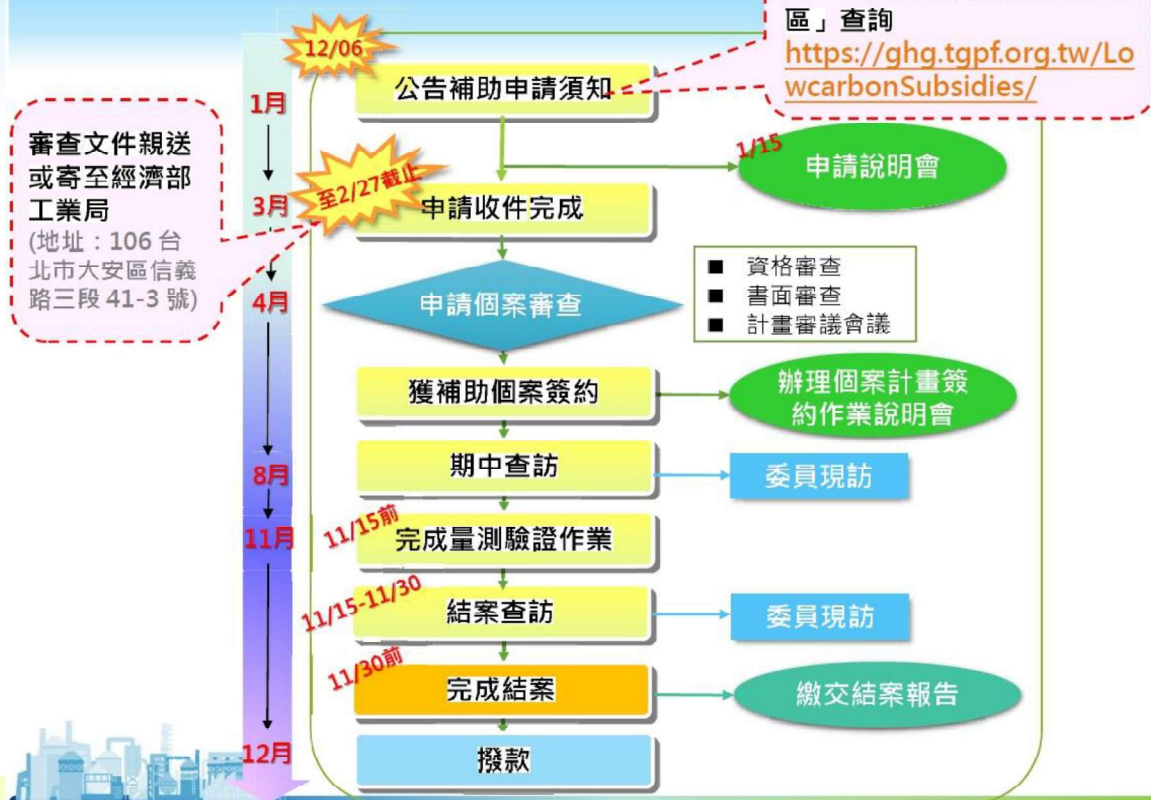 區」查詢
https://ghg.tgpf.org.tw/Lo
wcarbonSubsidies/
12/06
公告補助申請須知
1月
審查文件親送
或寄至經濟部
工業局
(地址：106 台
北市大安區信義
路三段 41-3 號)
1/15
申請說明會
至2/27截止
3月
申請收件完成
4月
申請個案審查
■ 資格審查
■ 書面審查
■ 計畫審議會議
獲補助個案簽約
辦理個案計畫簽
約作業說明會
8月
期中查訪
委員現訪
11月
11/15前
完成量測驗證作業
11/15-11/30
結案查訪
委員現訪
11/30前
完成結案
繳交結案報告
12月
撥款